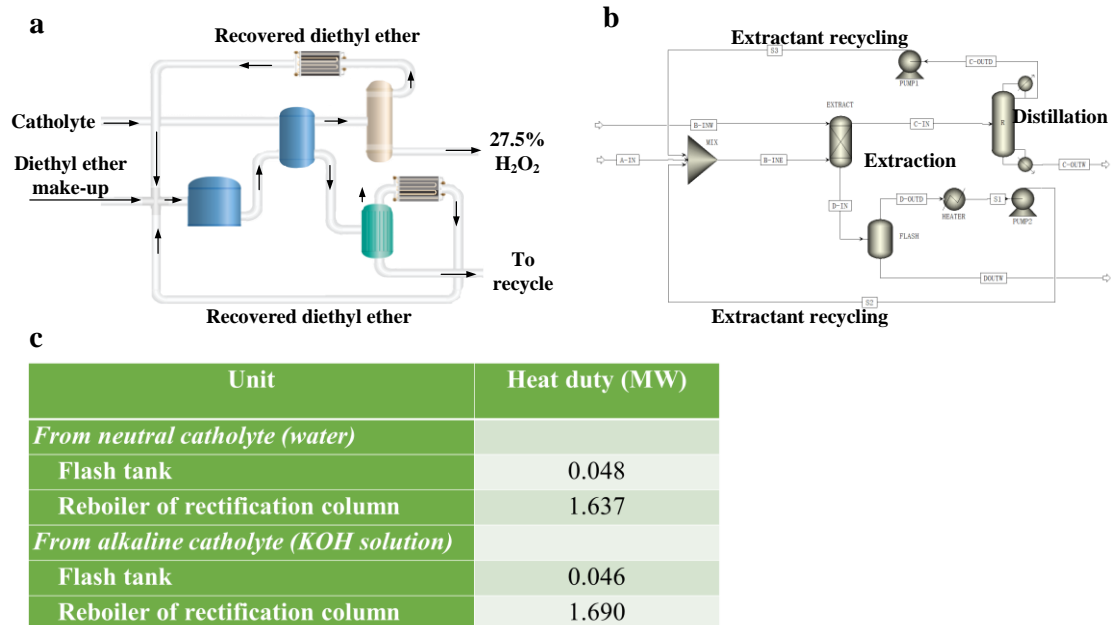 a
Recovered diethyl ether
Catholyte
Diethyl ether
make-up
27.5%
H₂O₂
To
recycle
Recovered diethyl ether
b
Extractant recycling
S3
C-OUTD
PUMP1
EXTRACT
B-INW
C-IN
R
Distillation
MIX
A-IN
B-INE
Extraction
C-OUTW
D-IN
D-OUTD
S1
HEATER
PUMP2
FLASH
DOUTW
S2
Extractant recycling
c
Unit Heat duty (MW)
From neutral catholyte (water)
Flash tank 0.048
Reboiler of rectification column 1.637
From alkaline catholyte (KOH solution)
Flash tank 0.046
Reboiler of rectification column 1.690